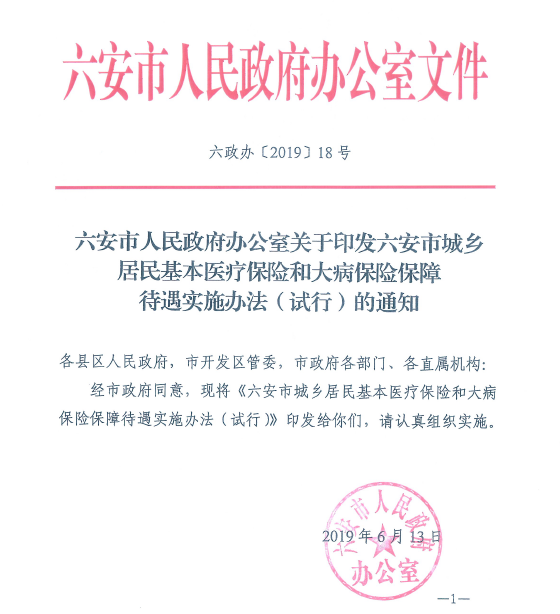 六安市人民政府办公室文件
六政办〔2019〕18号
六安市人民政府办公室关于印发六安市城乡
居民基本医疗保险和大病保险保障
待遇实施办法（试行）的通知
各县区人民政府，市开发区管委，市政府各部门、各直属机构：
经市政府同意，现将《六安市城乡居民基本医疗保险和大病
保险保障待遇实施办法（试行）》印发给你们，请认真组织实施。
六安市人民政府
2019年6月13日
办公室
—1—